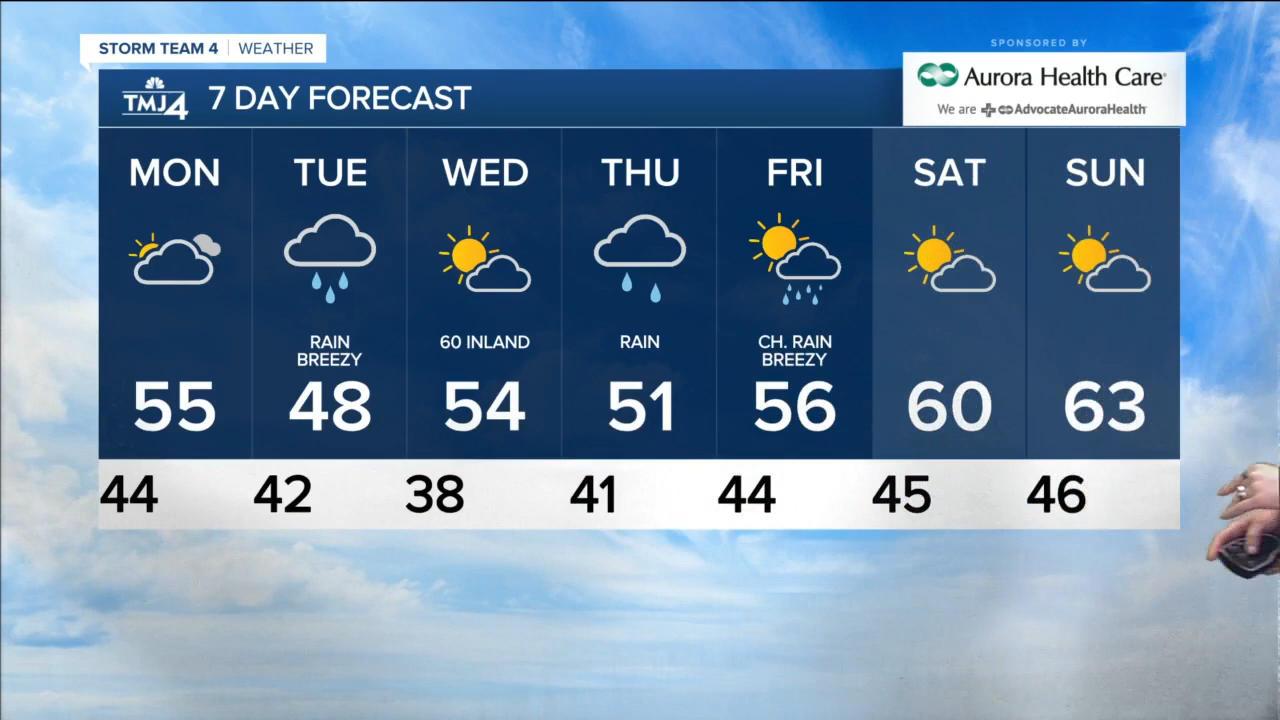 STORM TEAM 4 | WEATHER
SPONSORED BY
Aurora Health Care
We are AdvocateAuroraHealth
TMJ4 7 DAY FORECAST
MON TUE WED THU FRI SAT SUN
RAIN 60 INLAND RAIN CH. RAIN
BREEZY BREEZY
55 48 54 51 56 60 63
44 42 38 41 44 45 46